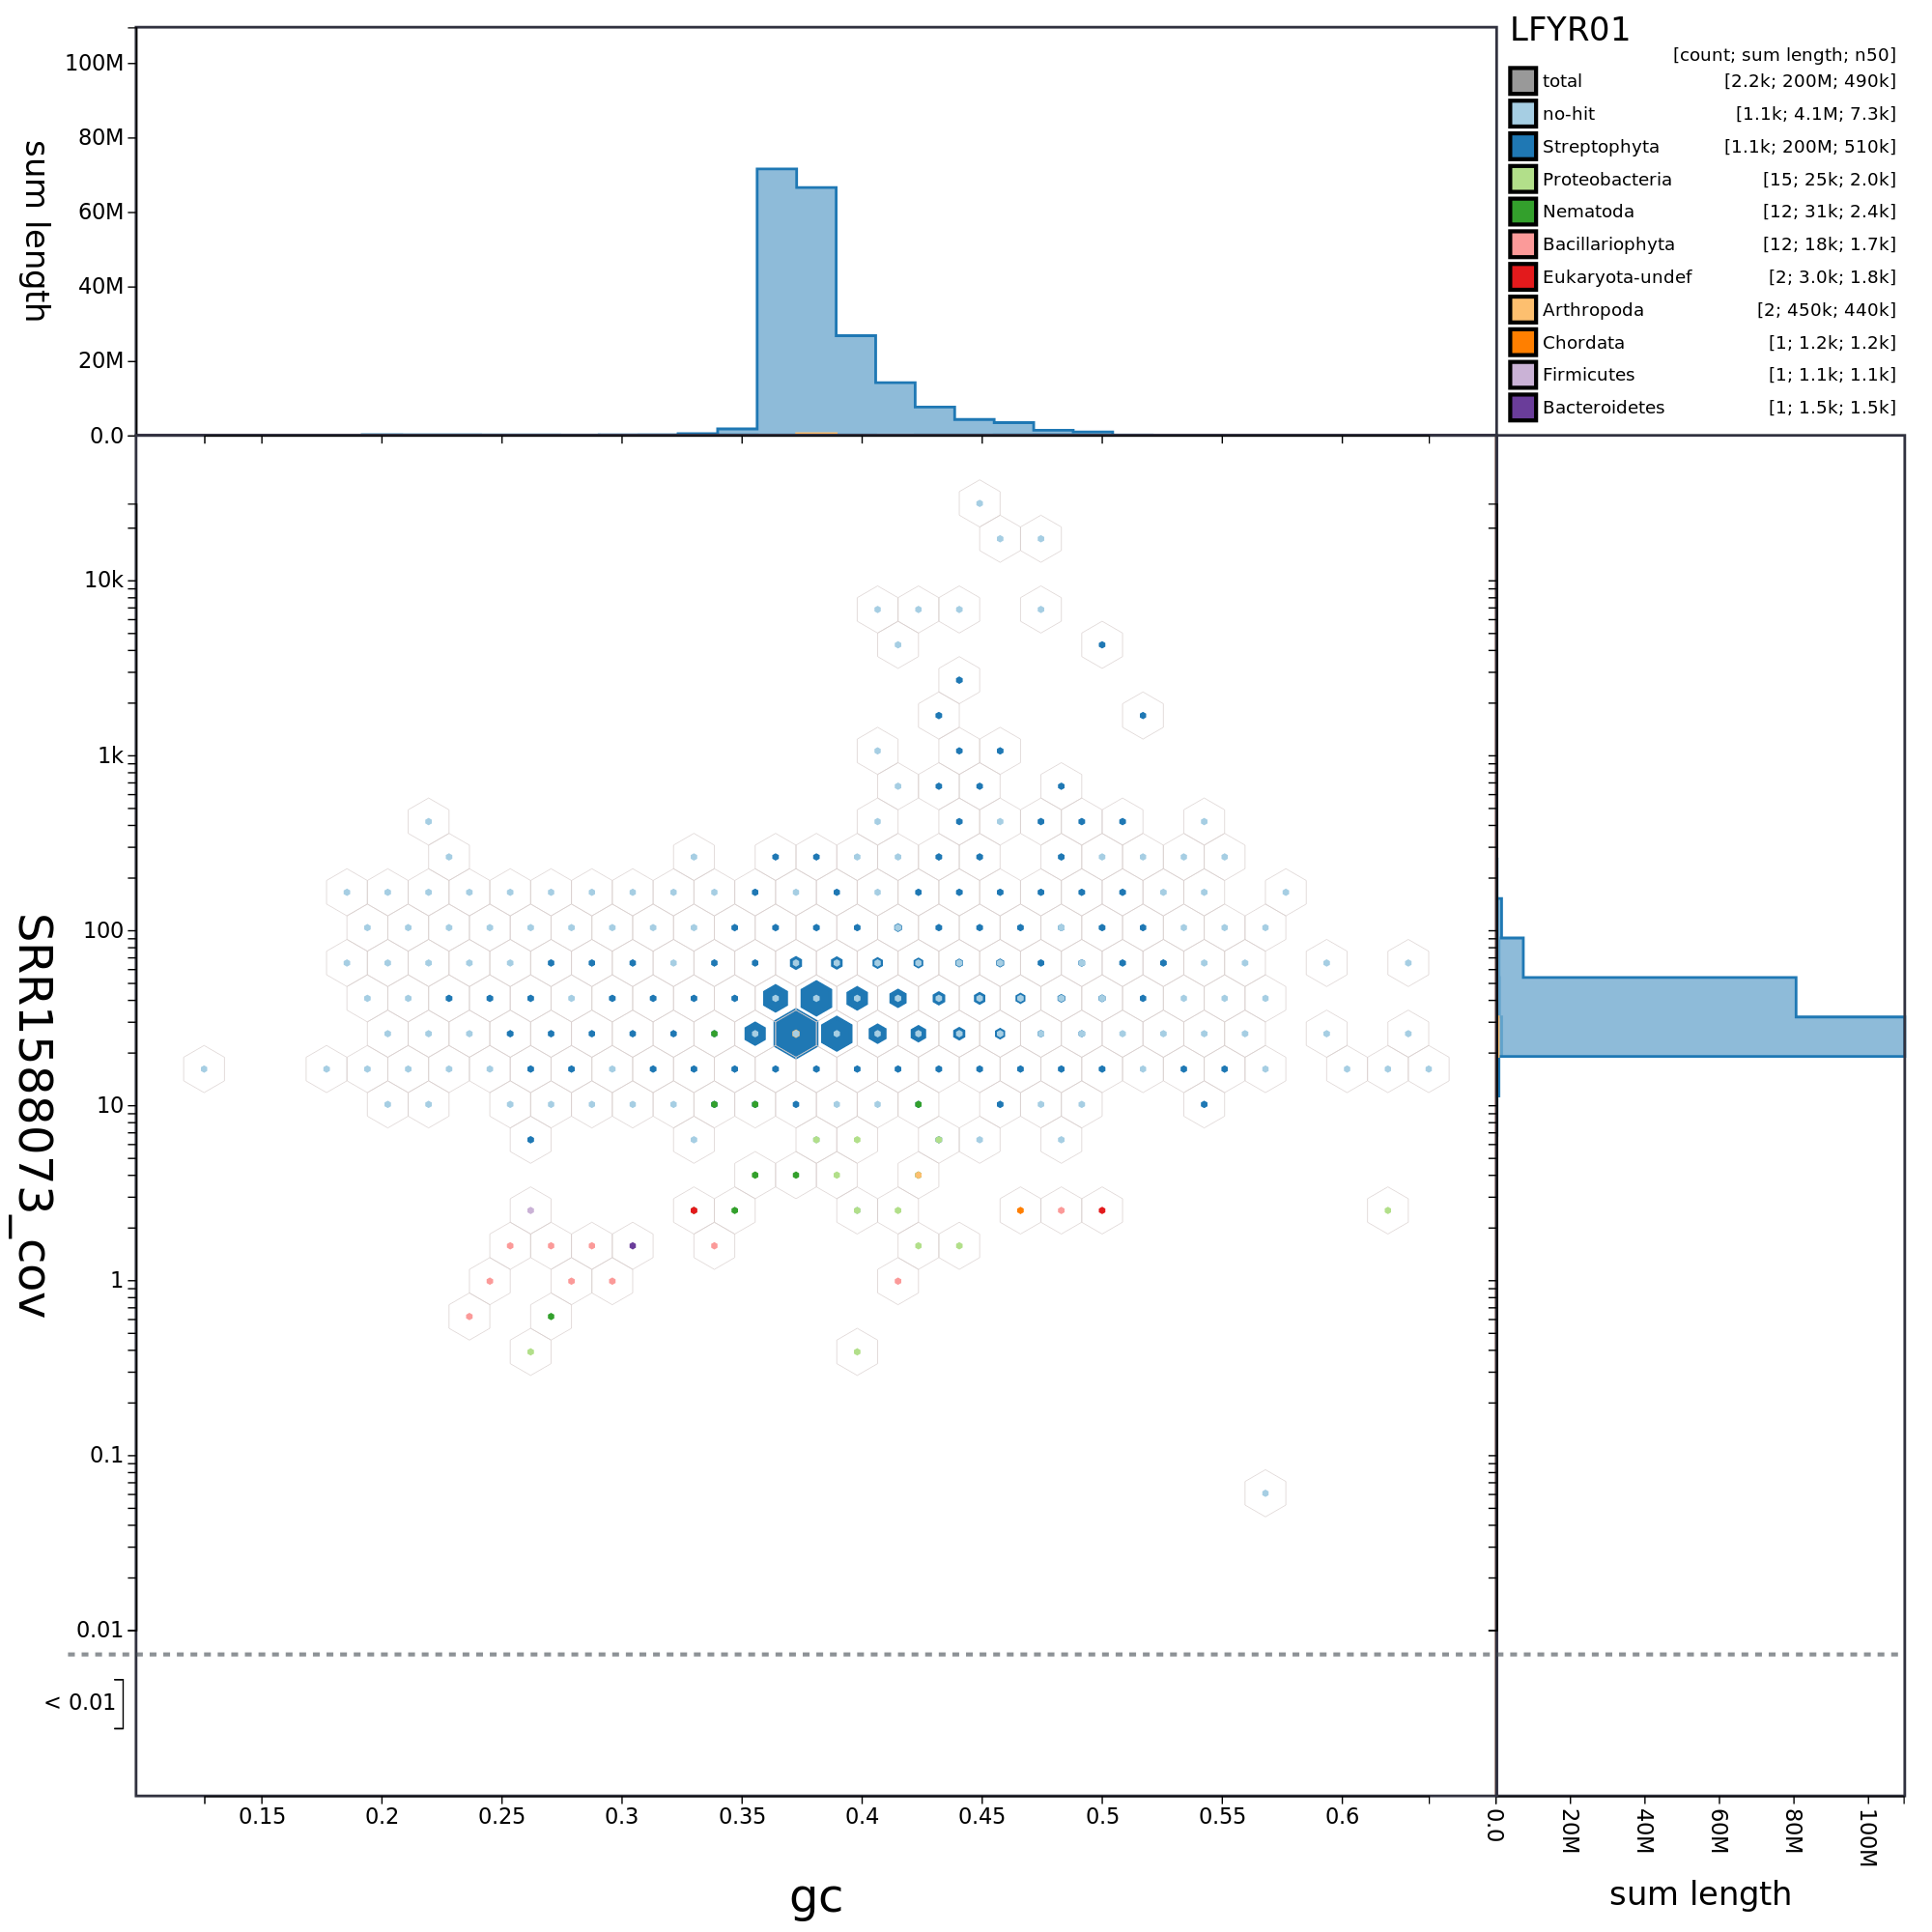 LFYR01
[count; sum length; n50]
total [2.2k; 200M; 490k]
no-hit [1.1k; 4.1M; 7.3k]
Streptophyta [1.1k; 200M; 510k]
Proteobacteria [15; 25k; 2.0k]
Nematoda [12; 31k; 2.4k]
Bacillariophyta [12; 18k; 1.7k]
Eukaryota-undef [2; 3.0k; 1.8k]
Arthropoda [2; 450k; 440k]
Chordata [1; 1.2k; 1.2k]
Firmicutes [1; 1.1k; 1.1k]
Bacteroidetes [1; 1.5k; 1.5k]
sum length
100M
80M
60M
40M
20M
0.0
SRR1588073_cov
10k
1k
100
10
1
0.1
0.01
< 0.01
0.15 0.2 0.25 0.3 0.35 0.4 0.45 0.5 0.55 0.6
gc
0.0 20M 40M 60M 80M 100M
sum length